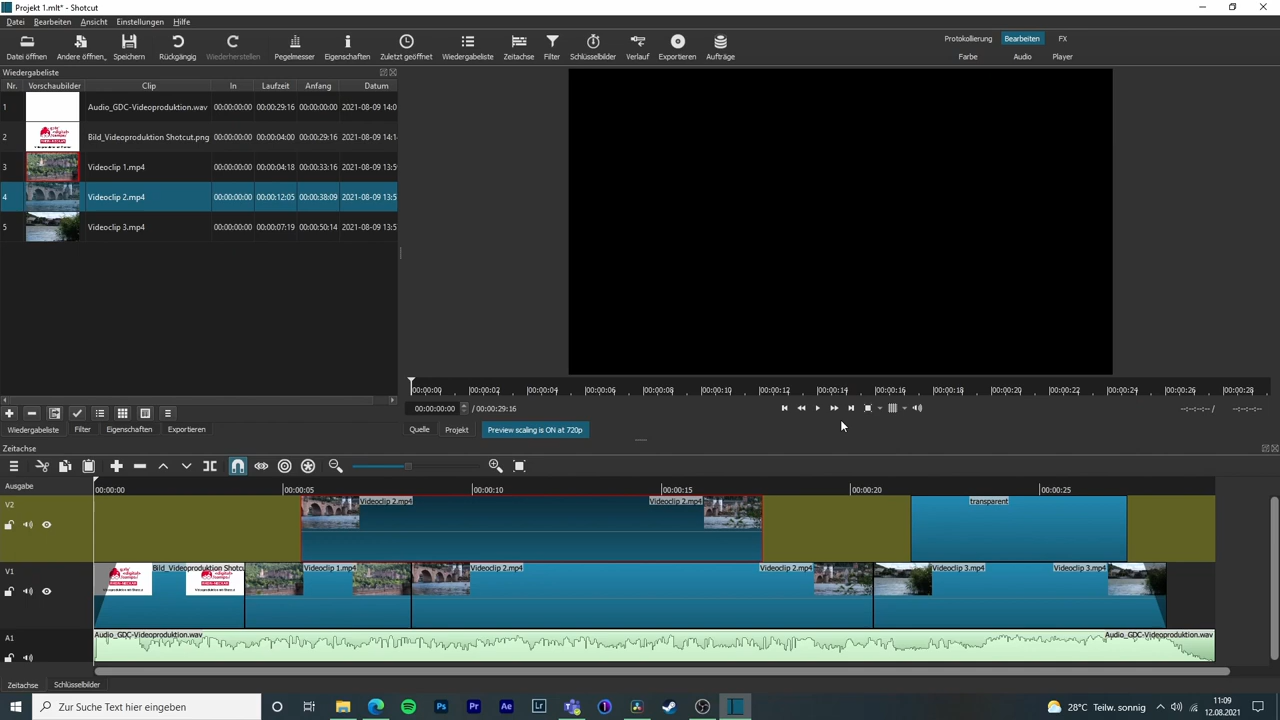 Projekt 1.mlt* - Shotcut
Datei Bearbeiten Ansicht Einstellungen Hilfe
Datei öffnen Andere öffnen.. Speichern Rückgängig Wiederherstellen Pegelmesser Eigenschaften Zuletzt geöffnet Wiedergabeliste Zeitachse Filter Schlüsselbilder Verlauf Exportieren Aufträge
Protokollierung Bearbeiten FX
Farbe Audio Player
Wiedergabeliste
Nr. Vorschaubilder Clip In Laufzeit Anfang Datum
1 Audio_GDC-Videoproduktion.wav 00:00:00:00 00:00:29:16 00:00:00:00 2021-08-09 14:0
2 Bild_Videoproduktion Shotcut.png 00:00:00:00 00:00:04:00 00:00:29:16 2021-08-09 14:1
3 Videoclip 1.mp4 00:00:00:00 00:00:04:18 00:00:33:16 2021-08-09 13:5
4 Videoclip 2.mp4 00:00:00:00 00:00:12:05 00:00:38:09 2021-08-09 13:5
5 Videoclip 3.mp4 00:00:00:00 00:00:07:19 00:00:50:14 2021-08-09 13:5
00:00:00 00:00:02 00:00:04 00:00:06 00:00:08 00:00:10 00:00:12 00:00:14 00:00:16 00:00:18 00:00:20 00:00:22 00:00:24 00:00:26 00:00:28
00:00:00:00 / 00:00:29:16
--:--:--:-- / --:--:--:--
Wiedergabeliste Filter Eigenschaften Exportieren
Quelle Projekt Preview scaling is ON at 720p
Zeitachse
Ausgabe 00:00:00 00:00:05 00:00:10 00:00:15 00:00:20 00:00:25
V2 Videoclip 2.mp4 Videoclip 2.mp4 transparent
V1 Bild_Videoproduktion Shotcu Videoclip 1.mp4 Videoclip 2.mp4 Videoclip 2.mp4 Videoclip 3.mp4 Videoclip 3.mp4
A1 Audio_GDC-Videoproduktion.wav Audio_GDC-Videoproduktion.wav
Zeitachse Schlüsselbilder
Zur Suche Text hier eingeben
Ps Pr Ae
28°C Teilw. sonnig
11:09
12.08.2021